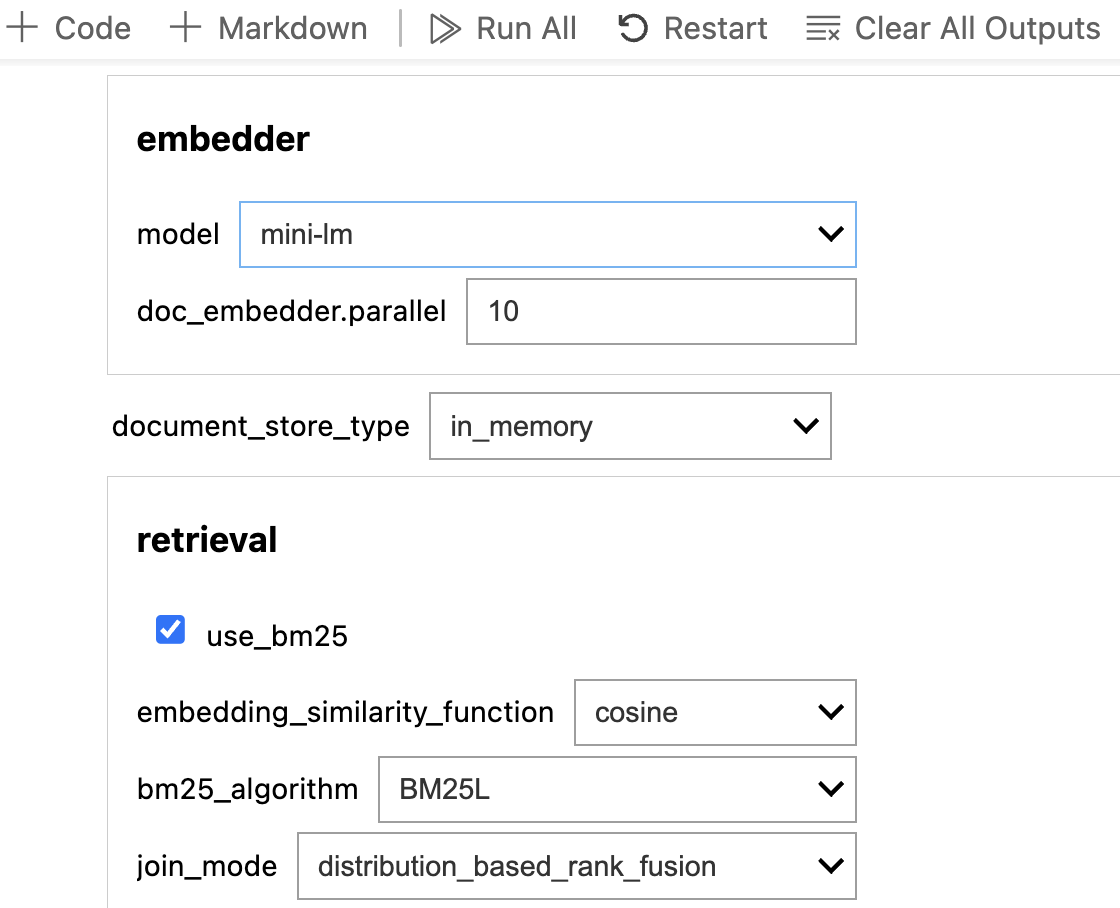 Code Markdown Run All Restart Clear All Outputs
embedder
model mini-lm
doc_embedder.parallel 10
document_store_type in_memory
retrieval
use_bm25
embedding_similarity_function cosine
bm25_algorithm BM25L
join_mode distribution_based_rank_fusion